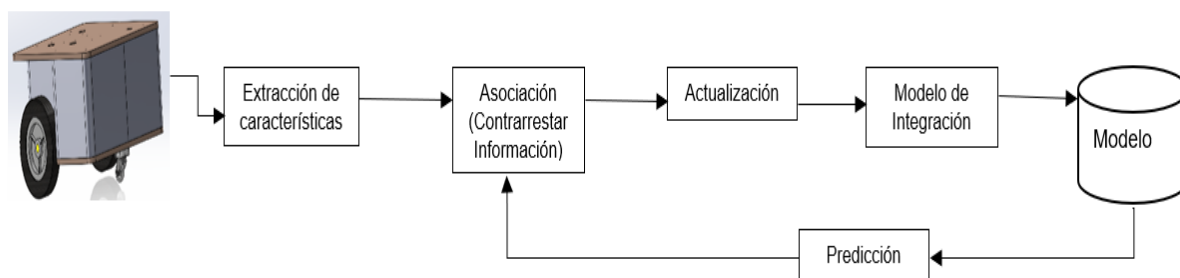 Extracción de
características
Asociación
(Contrarrestar
Información)
Actualización
Modelo de
Integración
Modelo
Predicción